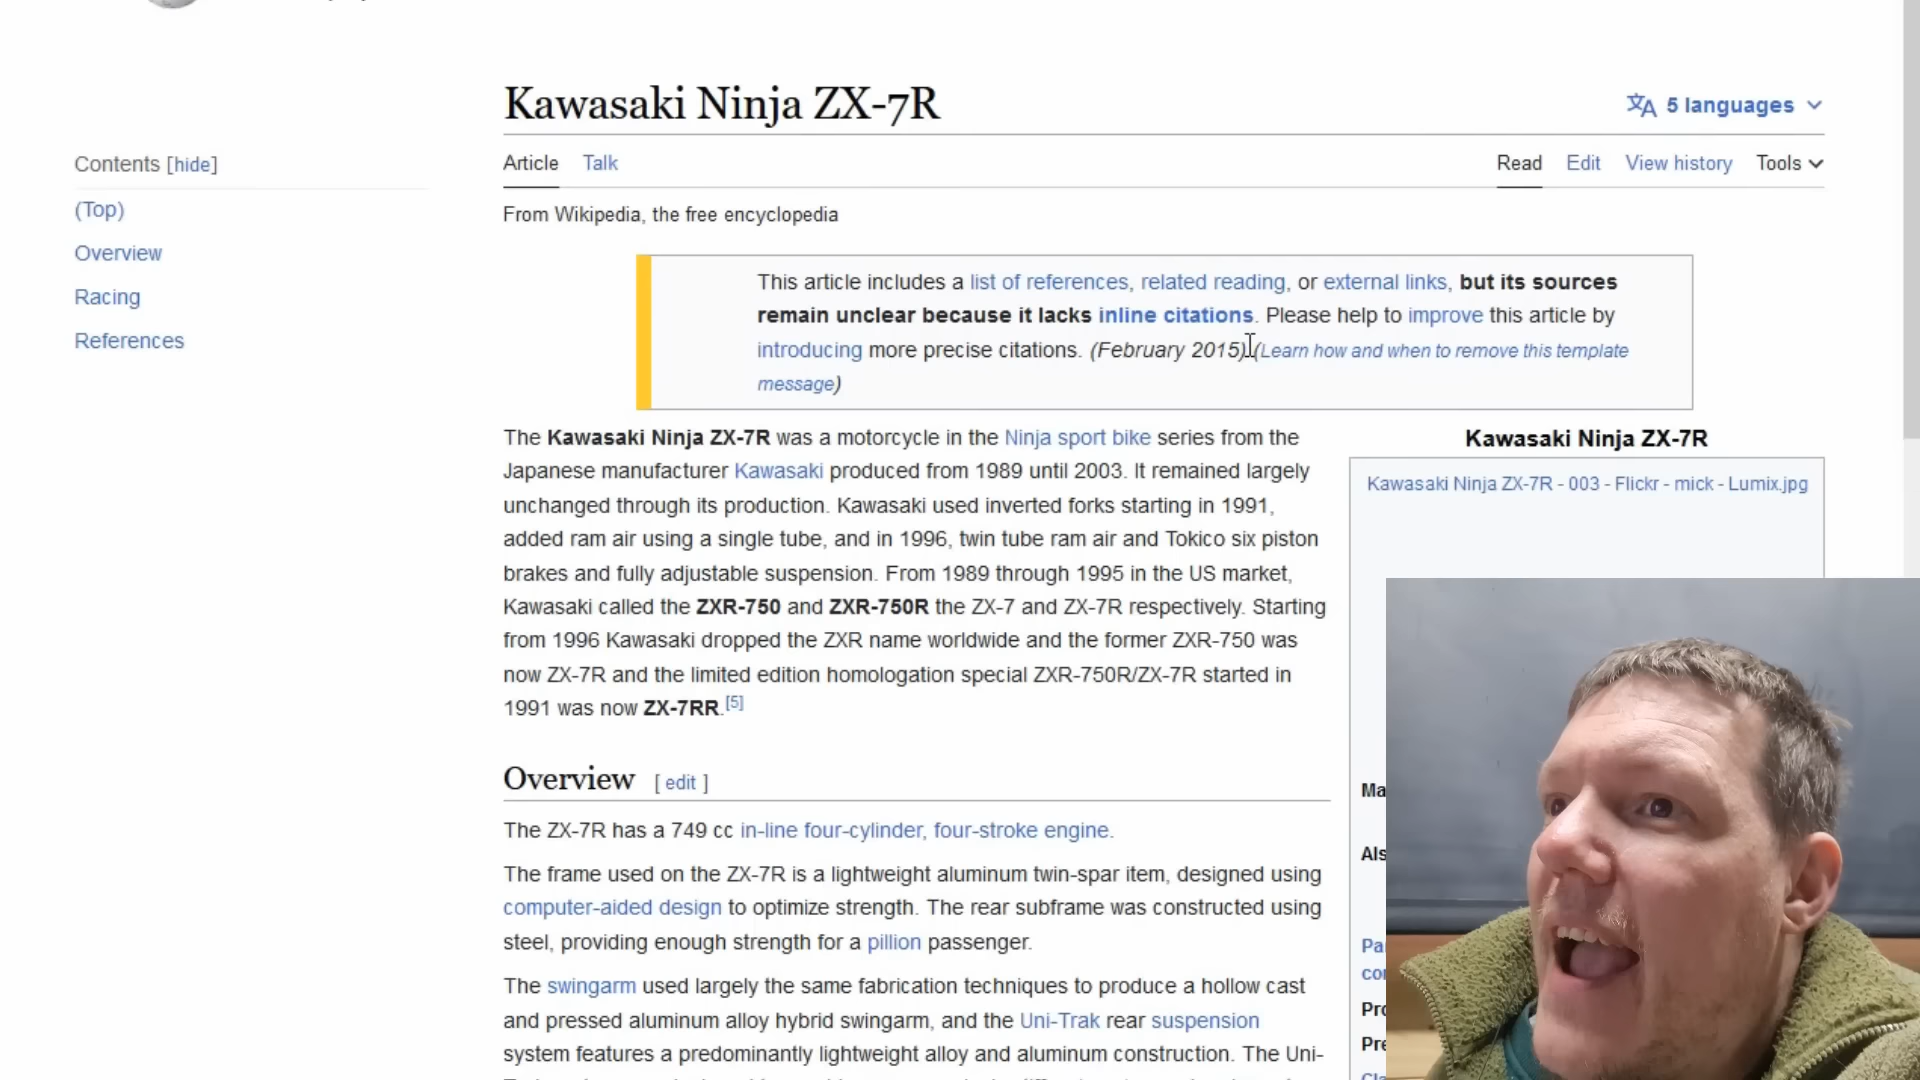 Kawasaki Ninja ZX-7R
5 languages
Contents [hide]
(Top)
Overview
Racing
References
Article Talk
Read Edit View history Tools
From Wikipedia, the free encyclopedia
This article includes a list of references, related reading, or external links, but its sources
remain unclear because it lacks inline citations. Please help to improve this article by
introducing more precise citations. (February 2015) (Learn how and when to remove this template
message)
The Kawasaki Ninja ZX-7R was a motorcycle in the Ninja sport bike series from the
Japanese manufacturer Kawasaki produced from 1989 until 2003. It remained largely
unchanged through its production. Kawasaki used inverted forks starting in 1991,
added ram air using a single tube, and in 1996, twin tube ram air and Tokico six piston
brakes and fully adjustable suspension. From 1989 through 1995 in the US market,
Kawasaki called the ZXR-750 and ZXR-750R the ZX-7 and ZX-7R respectively. Starting
from 1996 Kawasaki dropped the ZXR name worldwide and the former ZXR-750 was
now ZX-7R and the limited edition homologation special ZXR-750R/ZX-7R started in
1991 was now ZX-7RR.[5]
Kawasaki Ninja ZX-7R
Kawasaki Ninja ZX-7R - 003 - Flickr - mick - Lumix.jpg
Ma
Als
Pa
co
Pro
Pre
Cla
Overview [ edit ]
The ZX-7R has a 749 cc in-line four-cylinder, four-stroke engine.
The frame used on the ZX-7R is a lightweight aluminum twin-spar item, designed using
computer-aided design to optimize strength. The rear subframe was constructed using
steel, providing enough strength for a pillion passenger.
The swingarm used largely the same fabrication techniques to produce a hollow cast
and pressed aluminum alloy hybrid swingarm, and the Uni-Trak rear suspension
system features a predominantly lightweight alloy and aluminum construction. The Uni-